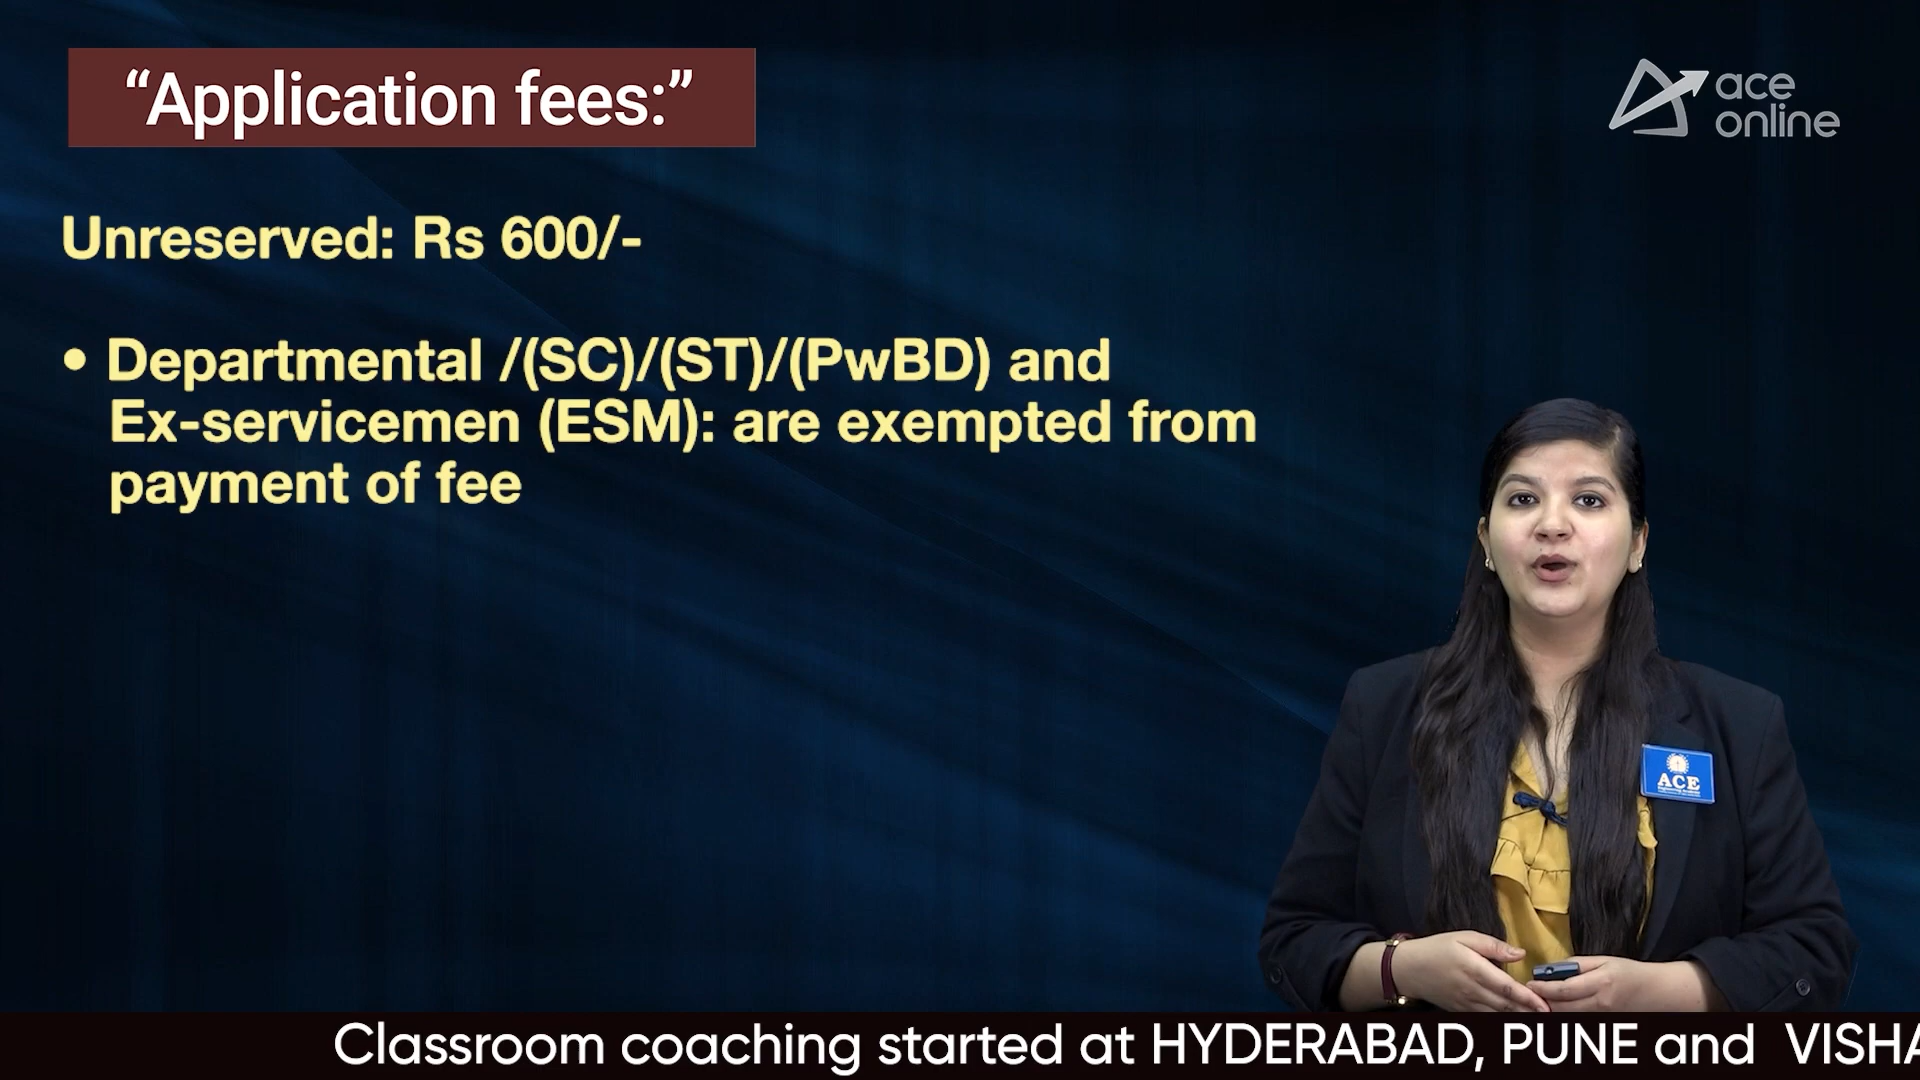 “Application fees:”
ace
online
Unreserved: Rs 600/-
• Departmental /(SC)/(ST)/(PwBD) and
Ex-servicemen (ESM): are exempted from
payment of fee
ACE
Classroom coaching started at HYDERABAD, PUNE and VISHA